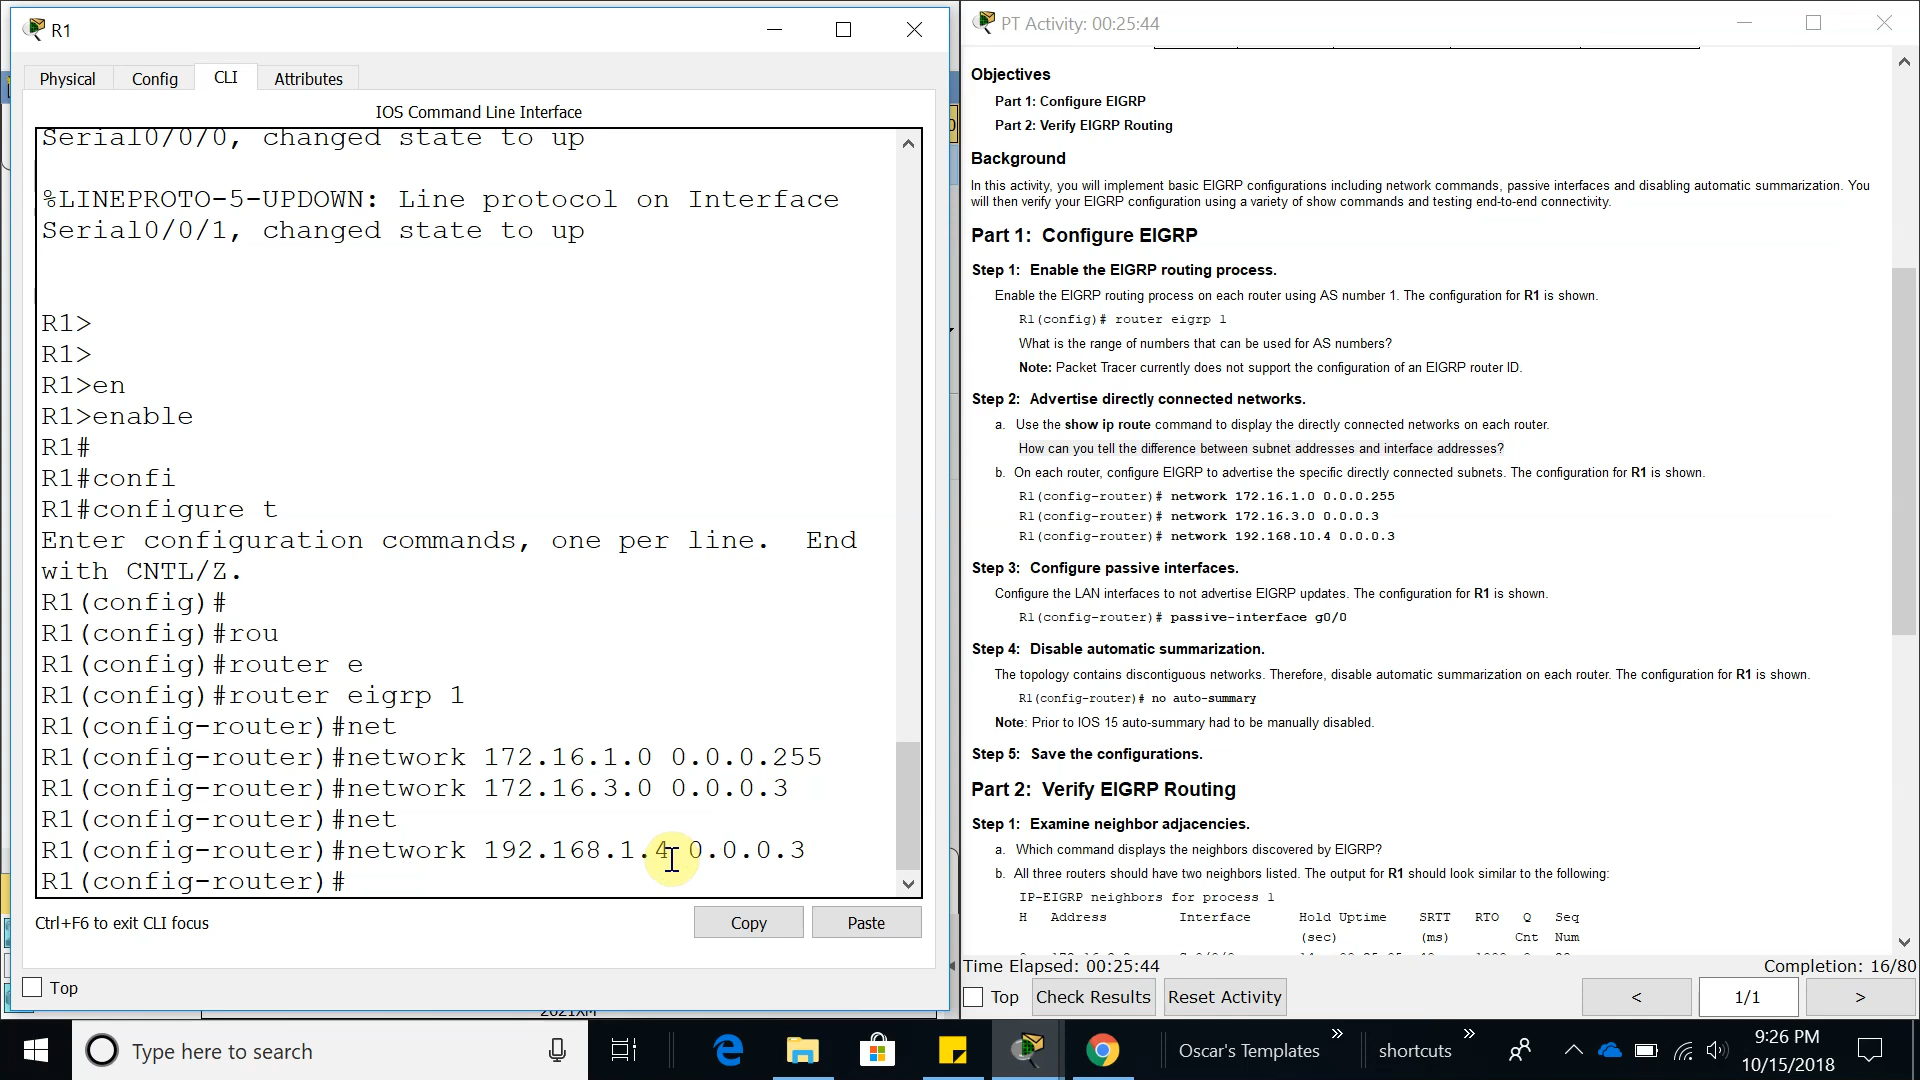 R1
Physical
Config
CLI
Attributes
IOS Command Line Interface
Serial0/0/0, changed state to up
%LINEPROTO-5-UPDOWN: Line protocol on Interface
Serial0/0/1, changed state to up
R1>
R1>
R1>en
R1>enable
R1#
R1#confi
R1#configure t
Enter configuration commands, one per line.  End
with CNTL/Z.
R1(config)#
R1(config)#rou
R1(config)#router e
R1(config)#router eigrp 1
R1(config-router)#net
R1(config-router)#network 172.16.1.0 0.0.0.255
R1(config-router)#network 172.16.3.0 0.0.0.3
R1(config-router)#net
R1(config-router)#network 192.168.1.4 0.0.0.3
R1(config-router)#
Ctrl+F6 to exit CLI focus
Copy
Paste
Top
PT Activity: 00:25:44
Objectives
Part 1: Configure EIGRP
Part 2: Verify EIGRP Routing
Background
In this activity, you will implement basic EIGRP configurations including network commands, passive interfaces and disabling automatic summarization. You
will then verify your EIGRP configuration using a variety of show commands and testing end-to-end connectivity.
Part 1: Configure EIGRP
Step 1: Enable the EIGRP routing process.
Enable the EIGRP routing process on each router using AS number 1. The configuration for R1 is shown.
R1(config)# router eigrp 1
What is the range of numbers that can be used for AS numbers?
Note: Packet Tracer currently does not support the configuration of an EIGRP router ID.
Step 2: Advertise directly connected networks.
a. Use the show ip route command to display the directly connected networks on each router.
How can you tell the difference between subnet addresses and interface addresses?
b. On each router, configure EIGRP to advertise the specific directly connected subnets. The configuration for R1 is shown.
R1(config-router)# network 172.16.1.0 0.0.0.255
R1(config-router)# network 172.16.3.0 0.0.0.3
R1(config-router)# network 192.168.10.4 0.0.0.3
Step 3: Configure passive interfaces.
Configure the LAN interfaces to not advertise EIGRP updates. The configuration for R1 is shown.
R1(config-router)# passive-interface g0/0
Step 4: Disable automatic summarization.
The topology contains discontiguous networks. Therefore, disable automatic summarization on each router. The configuration for R1 is shown.
R1(config-router)# no auto-summary
Note: Prior to IOS 15 auto-summary had to be manually disabled.
Step 5: Save the configurations.
Part 2: Verify EIGRP Routing
Step 1: Examine neighbor adjacencies.
a. Which command displays the neighbors discovered by EIGRP?
b. All three routers should have two neighbors listed. The output for R1 should look similar to the following:
IP-EIGRP neighbors for process 1
H Address Interface Hold Uptime SRTT RTO Q Seq
(sec) (ms) Cnt Num
Time Elapsed: 00:25:44
Completion: 16/80
Top
Check Results
Reset Activity
<
1/1
>
Type here to search
Oscar's Templates
shortcuts
9:26 PM
10/15/2018